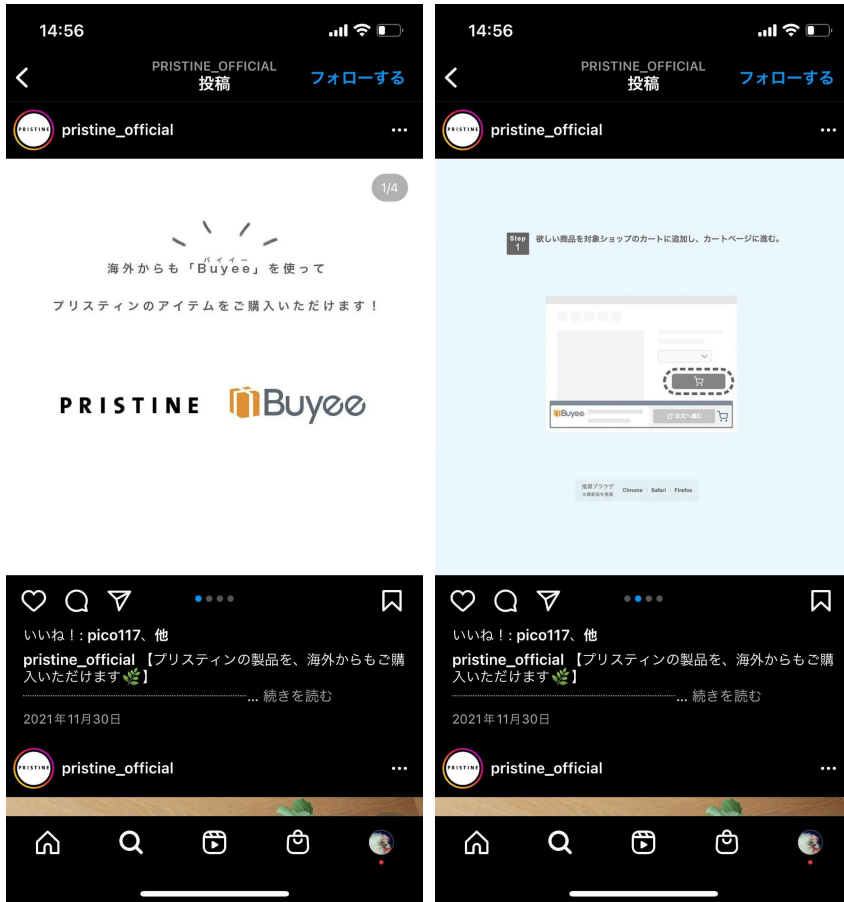 14:56
PRISTINE_OFFICIAL
投稿
フォローする
PRISTINE
pristine_official
1/4
バイイー
海外からも「Buyee」を使って
プリスティンのアイテムをご購入いただけます！
PRISTINE Buyee
いいね！: pico117、他
pristine_official 【プリスティンの製品を、海外からもご購
入いただけます🌿】
... 続きを読む
2021年11月30日
PRISTINE
pristine_official
14:56
PRISTINE_OFFICIAL
投稿
フォローする
PRISTINE
pristine_official
Step
1
欲しい商品を対象ショップのカートに追加し、カートページに進む。
Buyee
注文へ進む
推奨ブラウザ
※最新版を推奨
Chrome | Safari | Firefox
いいね！: pico117、他
pristine_official 【プリスティンの製品を、海外からもご購
入いただけます🌿】
... 続きを読む
2021年11月30日
PRISTINE
pristine_official